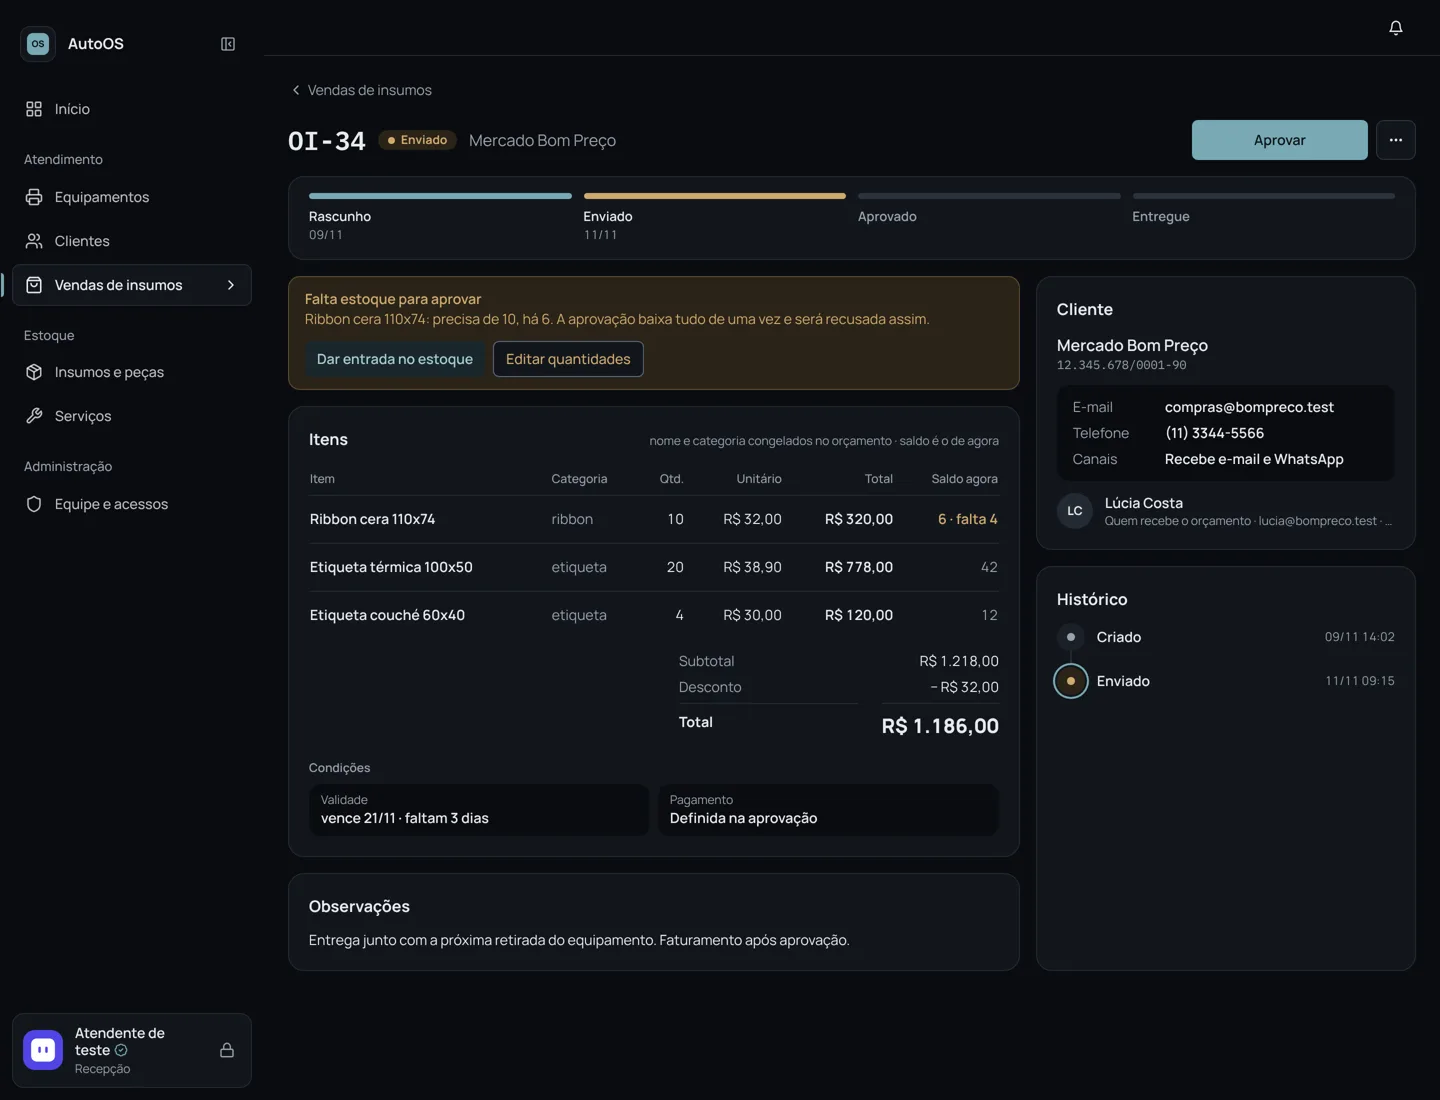 OS
AutoOS
Início
Atendimento
Equipamentos
Clientes
Vendas de insumos
Estoque
Insumos e peças
Serviços
Administração
Equipe e acessos
Atendente de
teste
Recepção
Vendas de insumos
OI-34
Enviado
Mercado Bom Preço
Aprovar
Rascunho
09/11
Enviado
11/11
Aprovado
Entregue
Falta estoque para aprovar
Ribbon cera 110x74: precisa de 10, há 6. A aprovação baixa tudo de uma vez e será recusada assim.
Dar entrada no estoque
Editar quantidades
Itens
nome e categoria congelados no orçamento · saldo é o de agora
Item Categoria Qtd. Unitário Total Saldo agora
Ribbon cera 110x74 ribbon 10 R$ 32,00 R$ 320,00 6 · falta 4
Etiqueta térmica 100x50 etiqueta 20 R$ 38,90 R$ 778,00 42
Etiqueta couché 60x40 etiqueta 4 R$ 30,00 R$ 120,00 12
Subtotal R$ 1.218,00
Desconto – R$ 32,00
Total R$ 1.186,00
Condições
Validade
vence 21/11 · faltam 3 dias
Pagamento
Definida na aprovação
Observações
Entrega junto com a próxima retirada do equipamento. Faturamento após aprovação.
Cliente
Mercado Bom Preço
12.345.678/0001-90
E-mail compras@bompreco.test
Telefone (11) 3344-5566
Canais Recebe e-mail e WhatsApp
LC
Lúcia Costa
Quem recebe o orçamento · lucia@bompreco.test · …
Histórico
Criado 09/11 14:02
Enviado 11/11 09:15